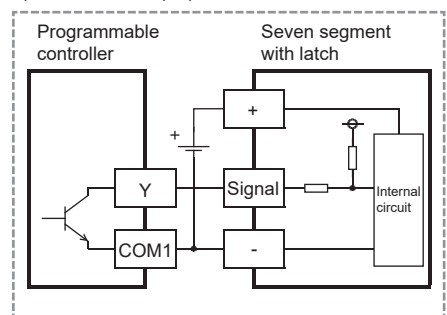 Programmable
controller
Seven segment
with latch
+
+
Y
Signal
Internal
circuit
COM1
-